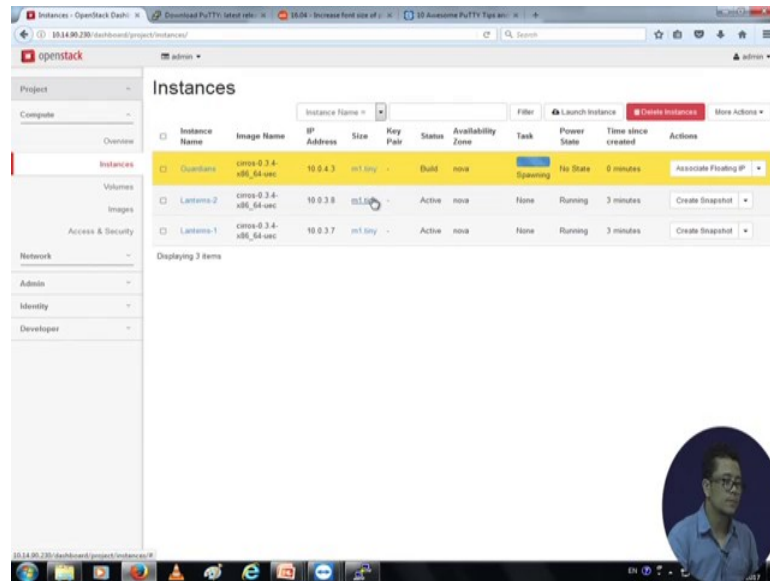 Instances - OpenStack Dashb
Download PuTTY: latest rele
16.04 - Increase font size of
10 Awesome PuTTY Tips an
10.14.90.230/dashboard/project/instances/
Search
openstack
admin
admin
Project
Compute
Overview
Instances
Volumes
Images
Access & Security
Network
Admin
Identity
Developer
Instances
Instance Name =
Filter
Launch Instance
Delete Instances
More Actions
Instance Name Image Name IP Address Size Key Pair Status Availability Zone Task Power State Time since created Actions
Guardians cirros-0.3.4-x86_64-uec 10.0.4.3 m1.tiny - Build nova Spawning No State 0 minutes Associate Floating IP
Lanterns-2 cirros-0.3.4-x86_64-uec 10.0.3.8 m1.tiny - Active nova None Running 3 minutes Create Snapshot
Lanterns-1 cirros-0.3.4-x86_64-uec 10.0.3.7 m1.tiny - Active nova None Running 3 minutes Create Snapshot
Displaying 3 items
10.14.90.230/dashboard/project/instances/#
EN